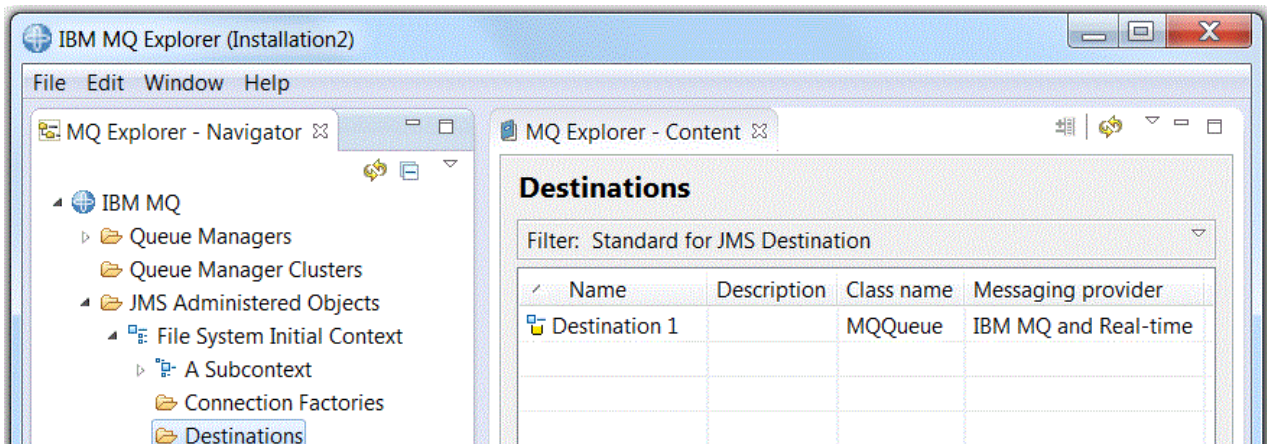 IBM MQ Explorer (Installation2)
File Edit Window Help
MQ Explorer - Navigator
IBM MQ
Queue Managers
Queue Manager Clusters
JMS Administered Objects
File System Initial Context
A Subcontext
Connection Factories
Destinations
MQ Explorer - Content
Destinations
Filter: Standard for JMS Destination
Name Description Class name Messaging provider
Destination 1 MQQueue IBM MQ and Real-time